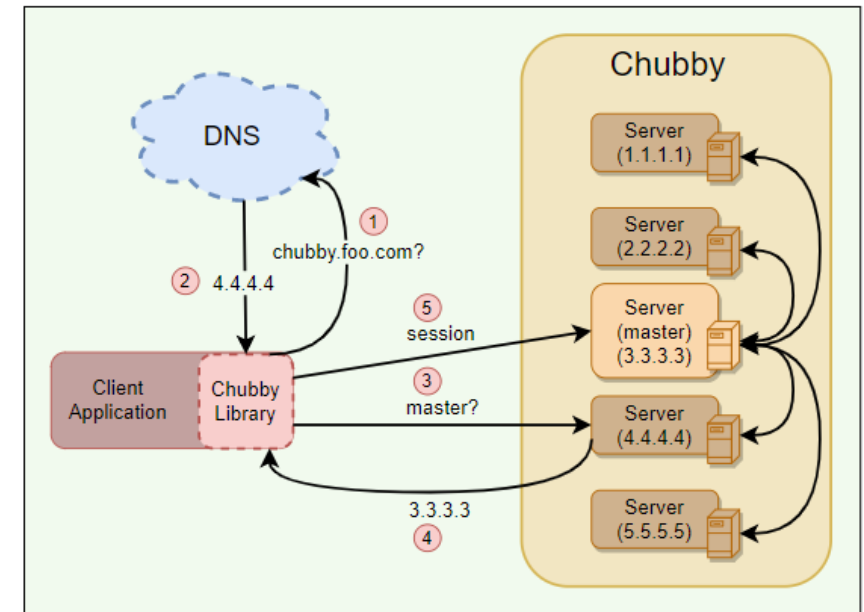 Chubby
DNS
Server
(1.1.1.1)
1
chubby.foo.com?
Server
(2.2.2.2)
2
4.4.4.4
5
session
Server
(master)
(3.3.3.3)
Client
Application
Chubby
Library
3
master?
Server
(4.4.4.4)
3.3.3.3
4
Server
(5.5.5.5)